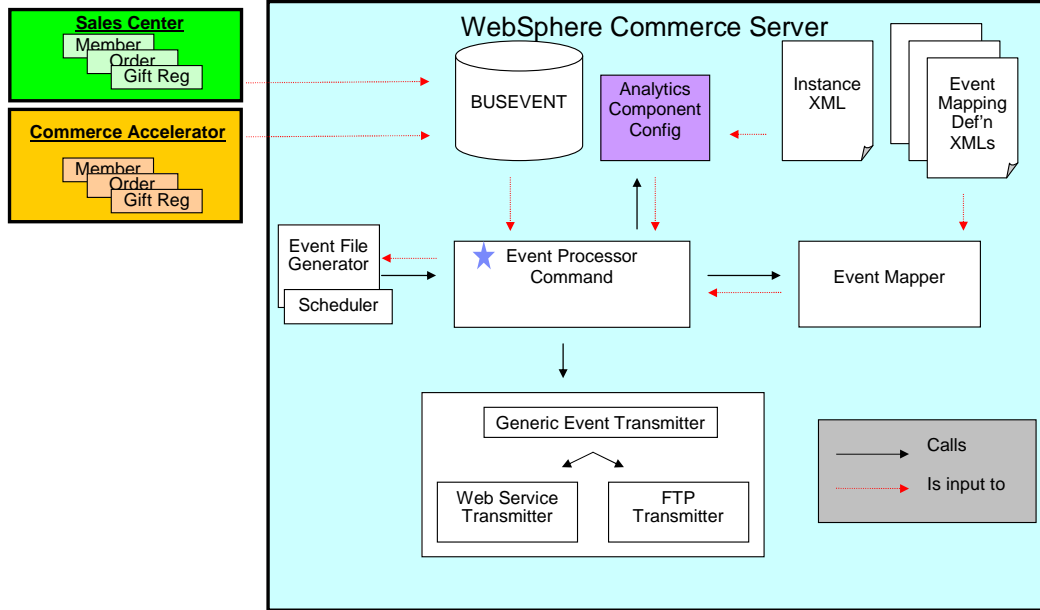 Sales Center
Member
Order
Gift Reg
Commerce Accelerator
Member
Order
Gift Reg
WebSphere Commerce Server
BUSEVENT
Analytics
Component
Config
Instance
XML
Event
Mapping
Def'n
XMLs
Event File
Generator
Scheduler
Event Processor
Command
Event Mapper
Generic Event Transmitter
Web Service
Transmitter
FTP
Transmitter
Calls
Is input to